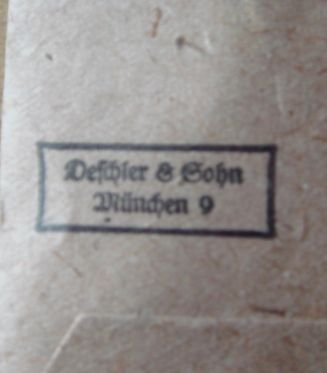 Deschler & Sohn
München 9